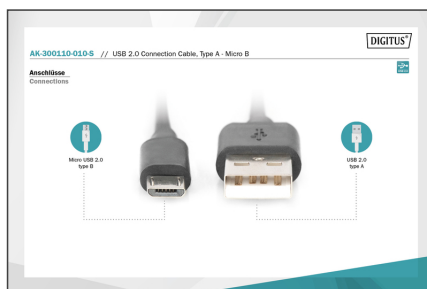 DIGITUS®
AK-300110-010-S // USB 2.0 Connection Cable, Type A - Micro B
Anschlüsse
Connections
Micro USB 2.0
type B
USB 2.0
type A